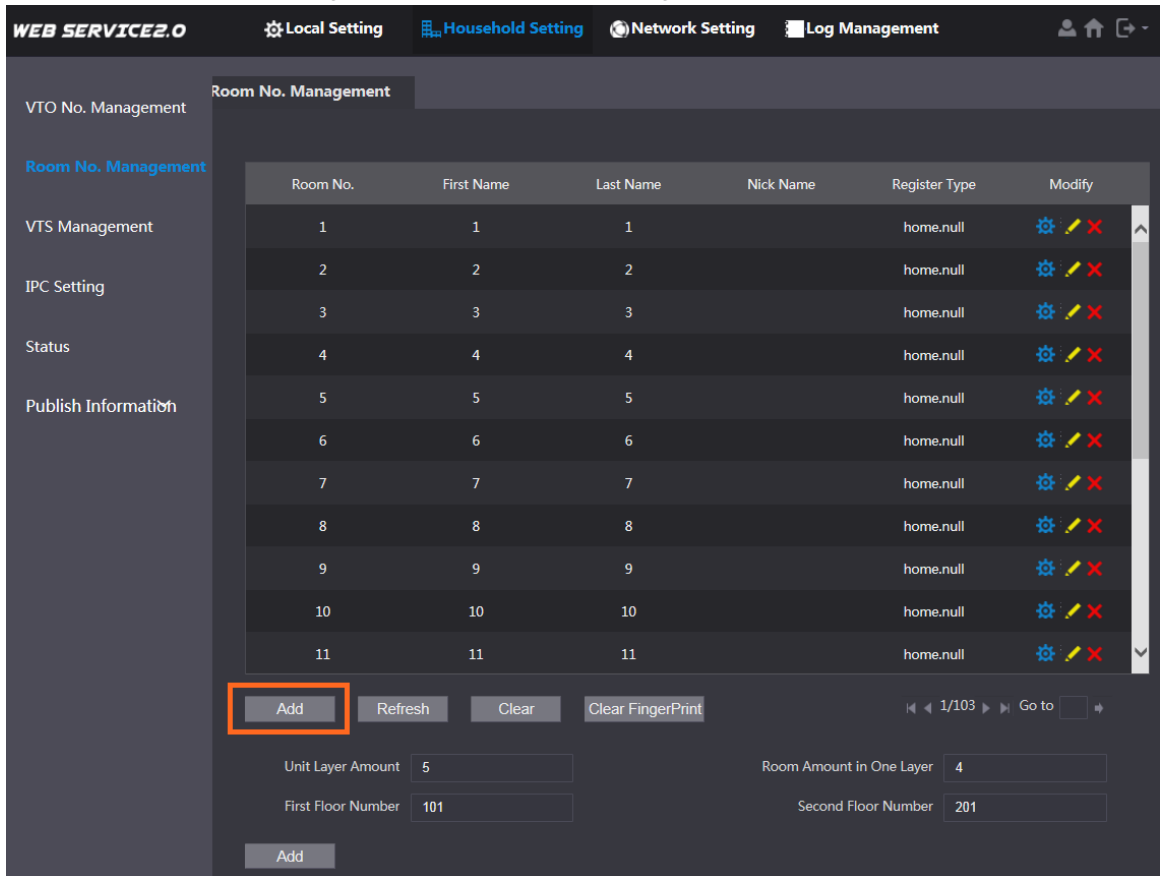 WEB SERVICE2.0 Local Setting Household Setting Network Setting Log Management
VTO No. Management
Room No. Management
VTS Management
IPC Setting
Status
Publish Information
Room No. Management
Room No. First Name Last Name Nick Name Register Type Modify
1 1 1 home.null
2 2 2 home.null
3 3 3 home.null
4 4 4 home.null
5 5 5 home.null
6 6 6 home.null
7 7 7 home.null
8 8 8 home.null
9 9 9 home.null
10 10 10 home.null
11 11 11 home.null
Add Refresh Clear Clear FingerPrint 1/103 Go to
Unit Layer Amount 5 Room Amount in One Layer 4
First Floor Number 101 Second Floor Number 201
Add